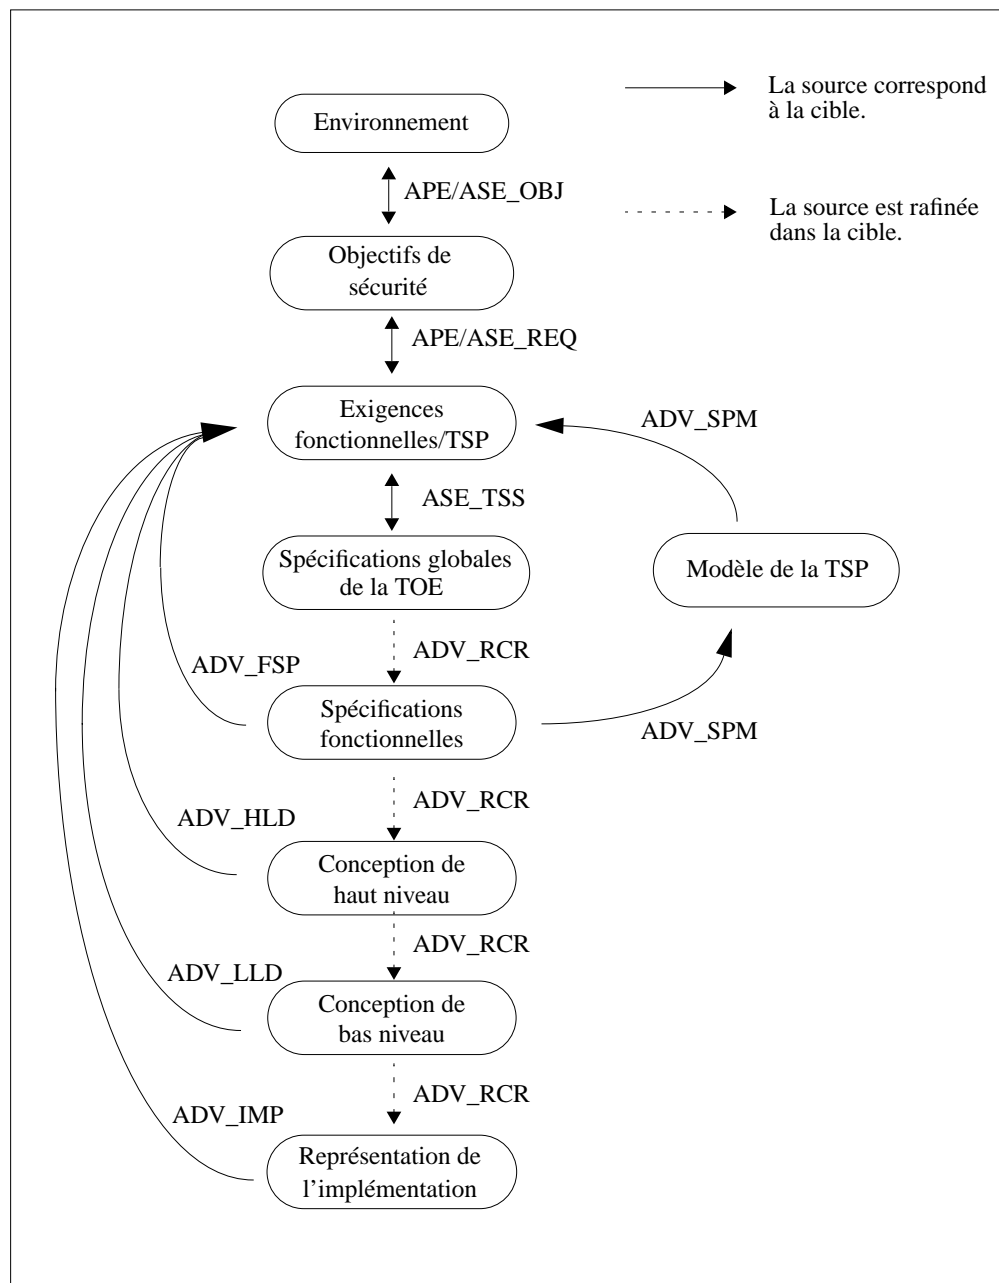 La source correspond
à la cible.
Environnement
APE/ASE_OBJ
La source est rafinée
dans la cible.
Objectifs de
sécurité
APE/ASE_REQ
Exigences
fonctionnelles/TSP
ADV_SPM
ASE_TSS
Spécifications globales
de la TOE
Modèle de la TSP
ADV_RCR
ADV_FSP
Spécifications
fonctionnelles
ADV_SPM
ADV_RCR
ADV_HLD
Conception de
haut niveau
ADV_RCR
ADV_LLD
Conception de
bas niveau
ADV_RCR
ADV_IMP
Représentation de
l’implémentation